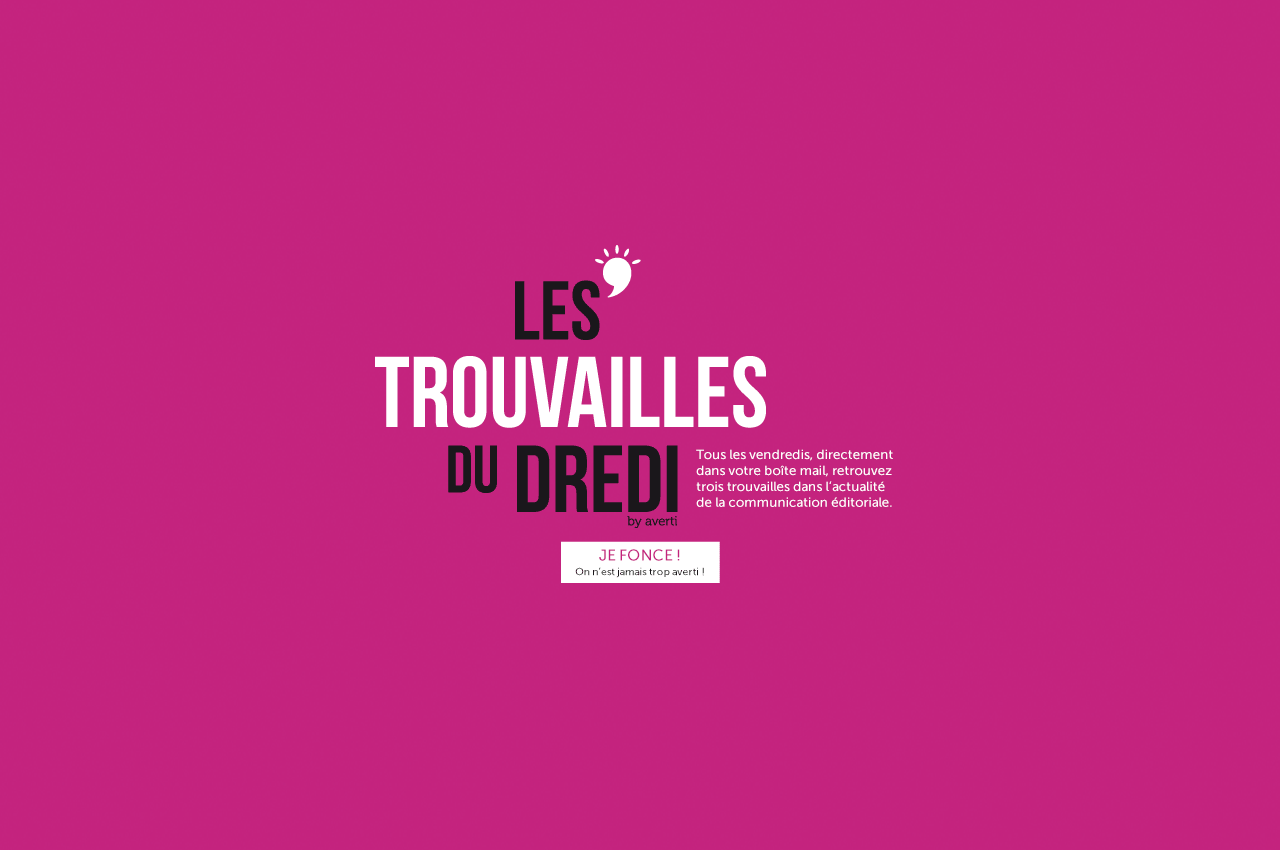 LES
TROUVAILLES
DU DREDI
by averti
Tous les vendredis, directement
dans votre boîte mail, retrouvez
trois trouvailles dans l’actualité
de la communication éditoriale.
JE FONCE !
On n’est jamais trop averti !